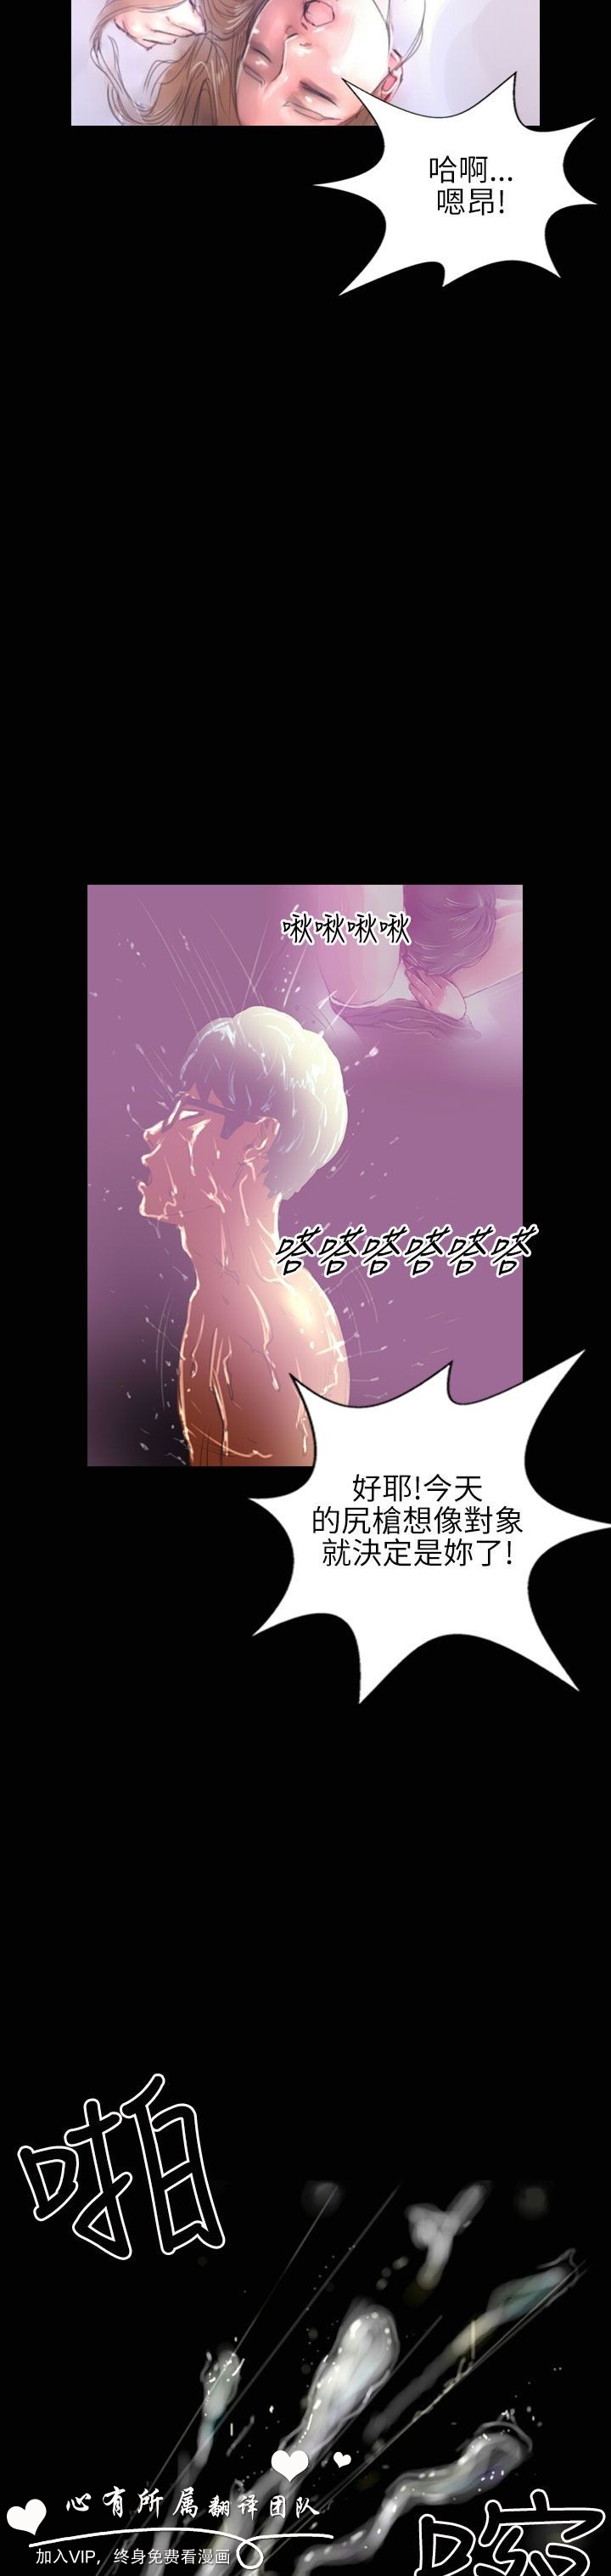 哈啊...
嗯昂!
啾啾啾啾
嗒嗒嗒嗒嗒嗒
好耶!今天
的尻槍想像對象
就決定是妳了!
啪
心有所属翻译团队
加入VIP，终身免费看漫画